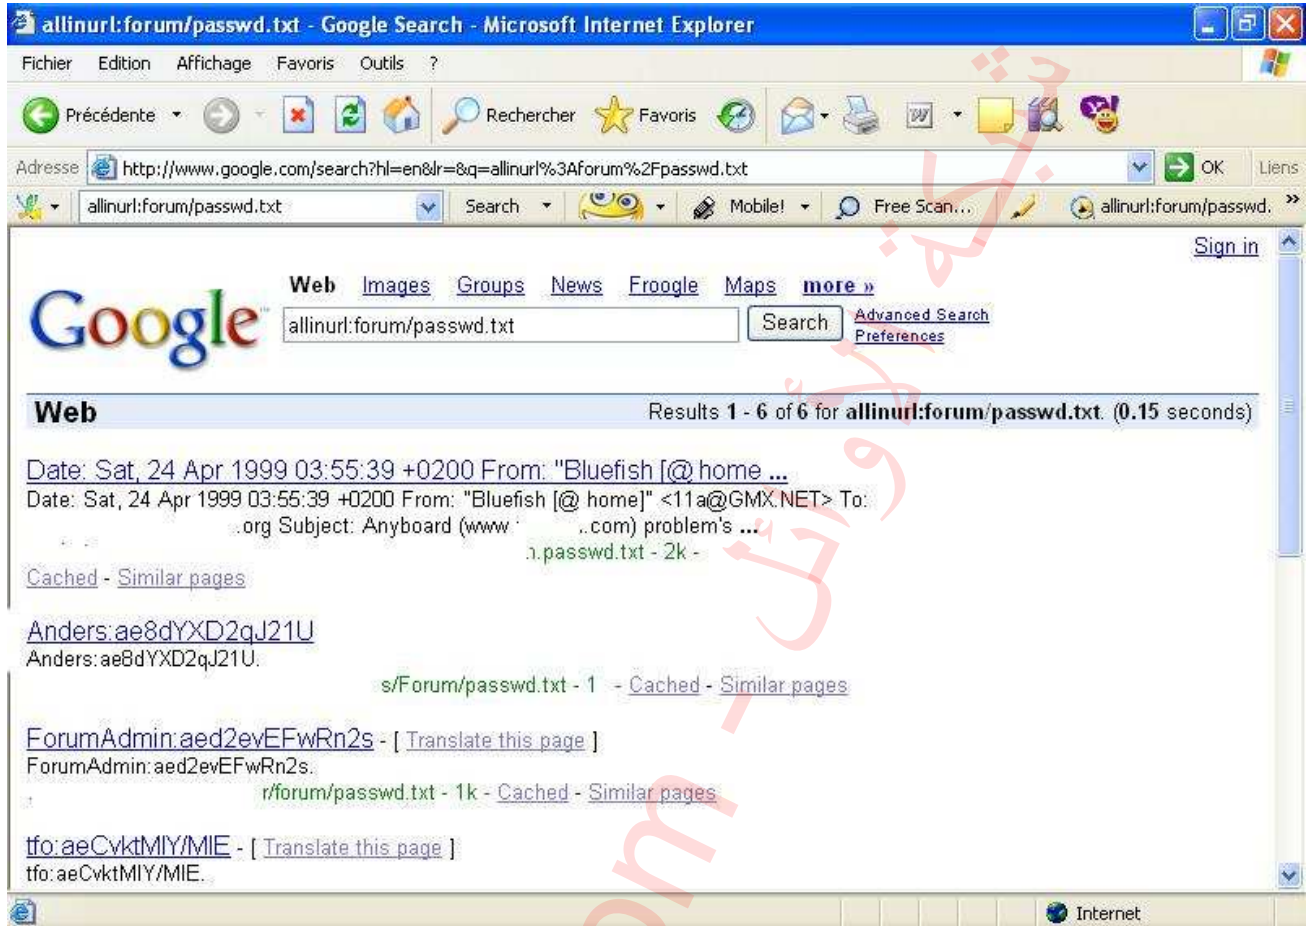 allinurl:forum/passwd.txt - Google Search - Microsoft Internet Explorer
Fichier Edition Affichage Favoris Outils ?
Précédente Rechercher Favoris
Adresse http://www.google.com/search?hl=en&lr=&q=allinurl%3Aforum%2Fpasswd.txt OK Liens
allinurl:forum/passwd.txt Search Mobile! Free Scan... allinurl:forum/passwd. »
Sign in
Web Images Groups News Froogle Maps more »
Google™ allinurl:forum/passwd.txt Search Advanced Search
Preferences
Web Results 1 - 6 of 6 for allinurl:forum/passwd.txt. (0.15 seconds)
Date: Sat, 24 Apr 1999 03:55:39 +0200 From: "Bluefish [@ home ...
Date: Sat, 24 Apr 1999 03:55:39 +0200 From: "Bluefish [@ home]" <11a@GMX.NET> To:
.org Subject: Anyboard (www ..com) problem's ...
.passwd.txt - 2k -
Cached - Similar pages
Anders:ae8dYXD2qJ21U
Anders:ae8dYXD2qJ21U.
s/Forum/passwd.txt - 1 - Cached - Similar pages
ForumAdmin:aed2evEFwRn2s - [ Translate this page ]
ForumAdmin:aed2evEFwRn2s.
r/forum/passwd.txt - 1k - Cached - Similar pages
tfo:aeCvktMIY/MIE - [ Translate this page ]
tfo:aeCvktMIY/MIE.
Internet